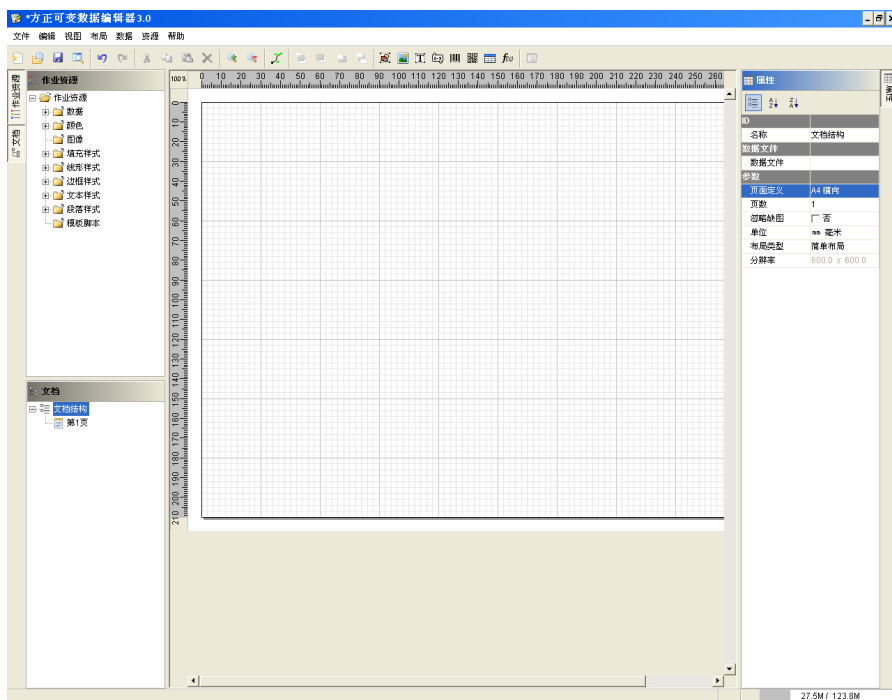 *方正可变数据编辑器3.0
文件 编辑 视图 布局 数据 资源 帮助
作业资源
文档
作业资源
作业资源
数据
颜色
图像
填充样式
线形样式
边框样式
文本样式
段落样式
模板脚本
文档
文档结构
第1页
100%
0 10 20 30 40 50 60 70 80 90 100 110 120 130 140 150 160 170 180 190 200 210 220 230 240 250 260
0 10 20 30 40 50 60 70 80 90 100 110 120 130 140 150 160 170 180 190 200 210
属性
ID
名称 文档结构
数据文件
数据文件
参数
页面定义 A4 横向
页数 1
忽略缺图 否
单位 mm 毫米
布局类型 简单布局
分辨率 600.0 x 600.0
27.5M / 123.8M